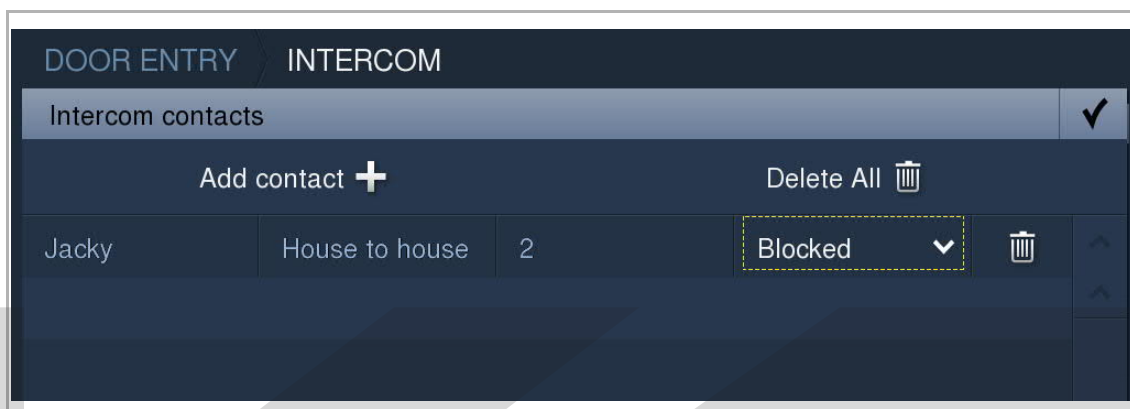 DOOR ENTRY INTERCOM
Intercom contacts
Add contact Delete All
Jacky House to house 2 Blocked